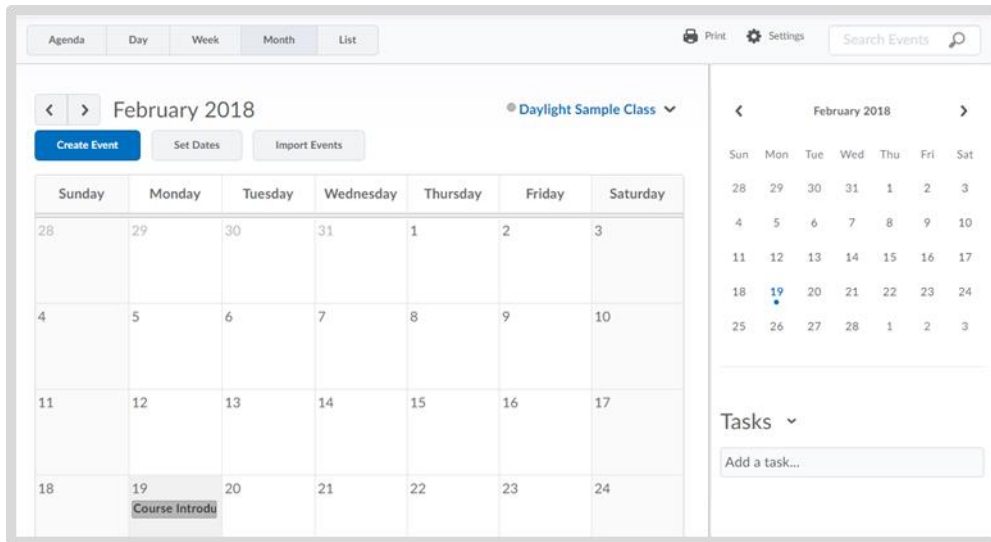 Agenda Day Week Month List Print Settings Search Events
February 2018 Daylight Sample Class
Create Event Set Dates Import Events
Sunday Monday Tuesday Wednesday Thursday Friday Saturday
28 29 30 31 1 2 3
4 5 6 7 8 9 10
11 12 13 14 15 16 17
18 19 20 21 22 23 24
Course Introdu
February 2018
Sun Mon Tue Wed Thu Fri Sat
28 29 30 31 1 2 3
4 5 6 7 8 9 10
11 12 13 14 15 16 17
18 19 20 21 22 23 24
25 26 27 28 1 2 3
Tasks
Add a task...